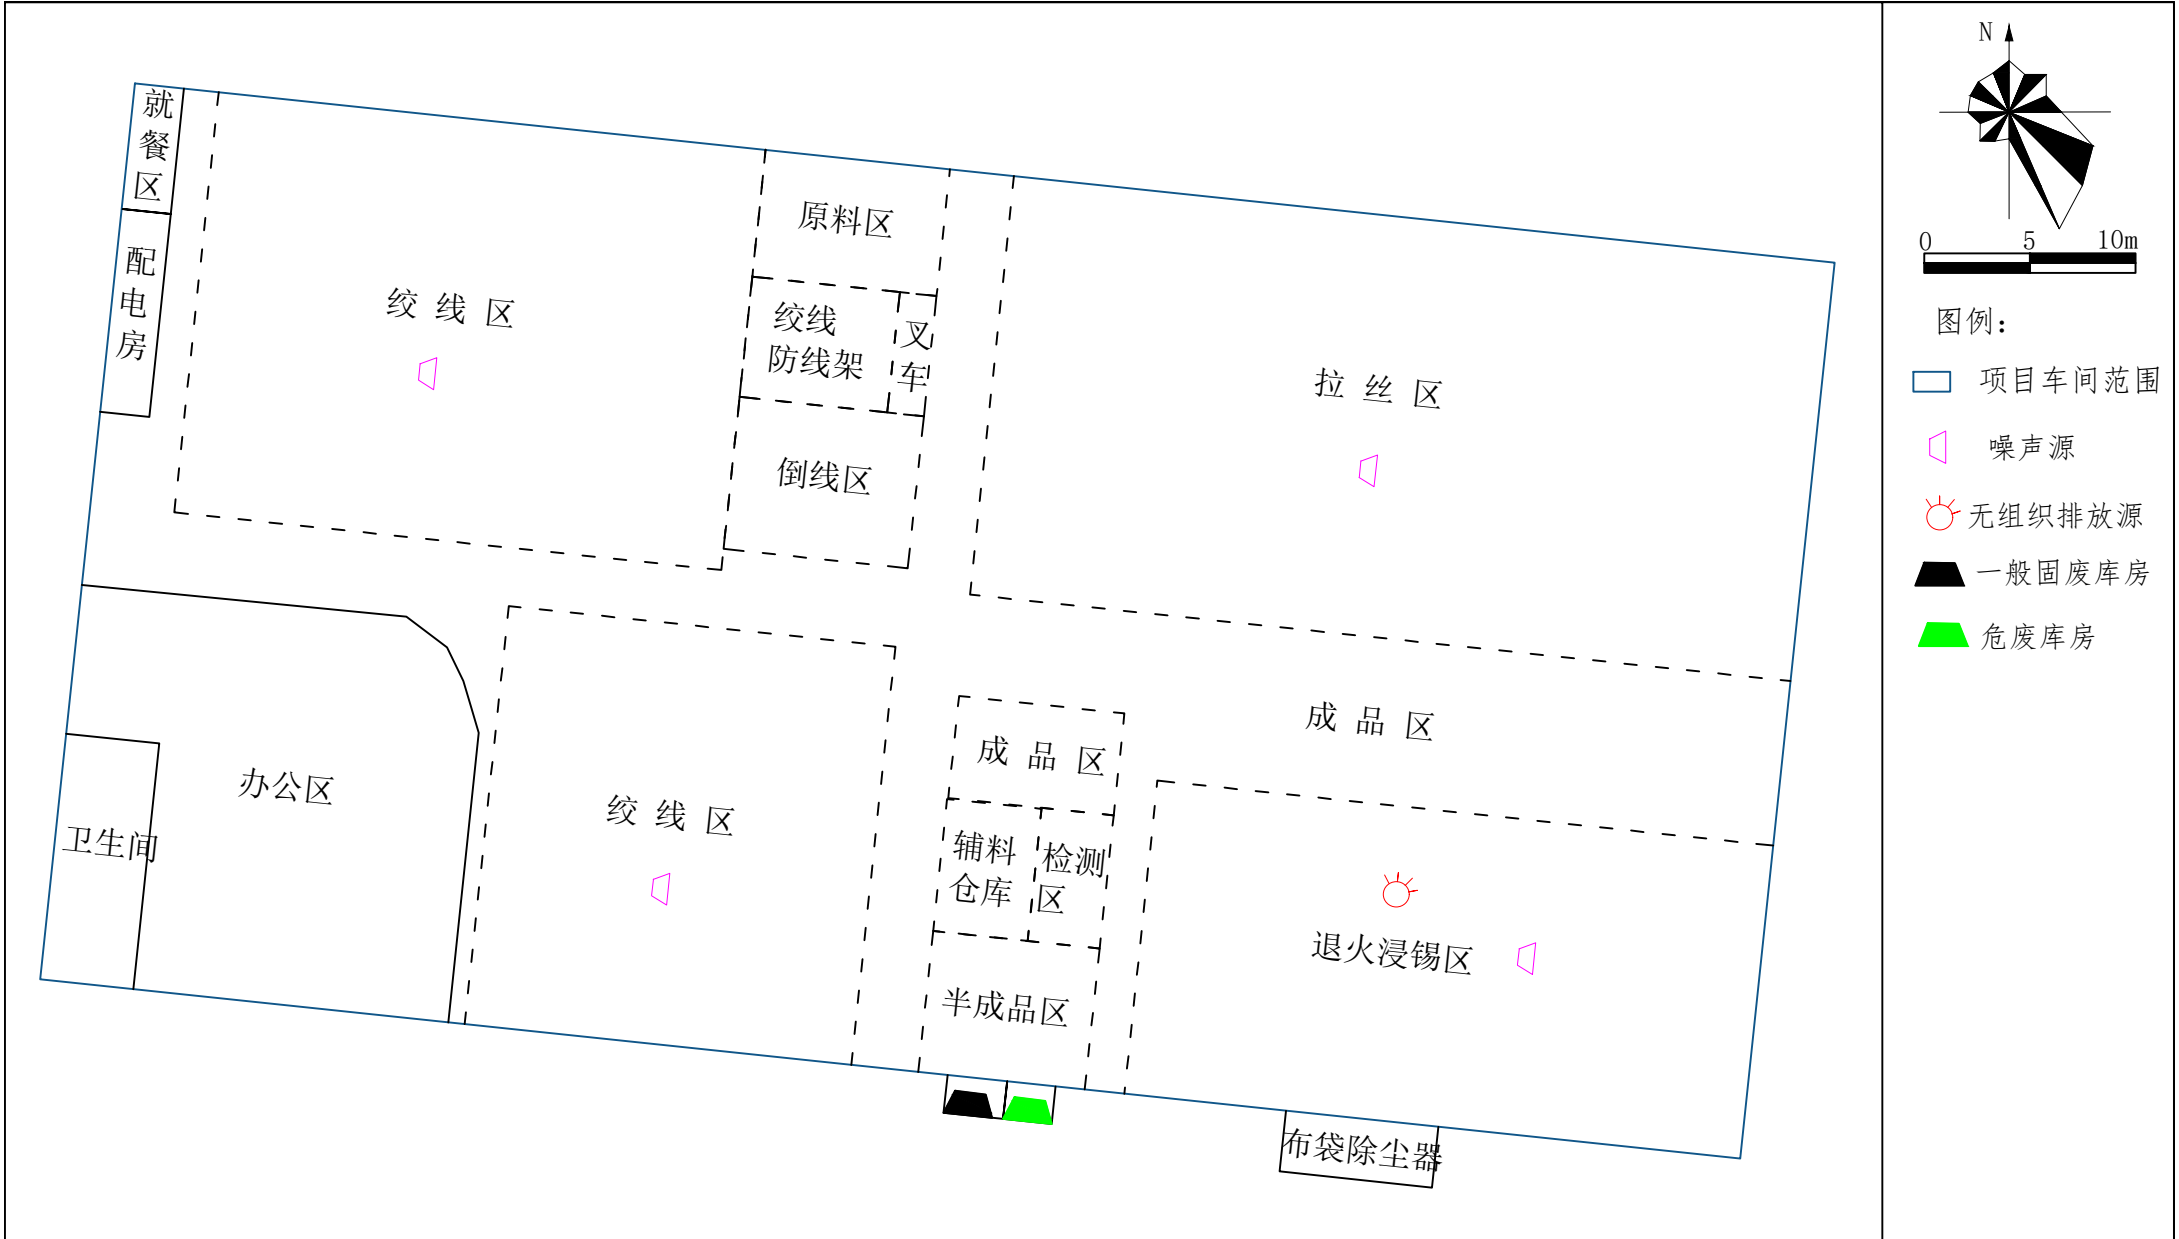 就
餐
区
配
电
房
绞 线 区
原料区
绞线
防线架
叉
车
倒线区
拉 丝 区
办公区
卫生间
绞 线 区
成 品 区
辅料
仓库
检测
区
半成品区
成 品 区
退火浸锡区
布袋除尘器
N
0 5 10m
图例：
项目车间范围
噪声源
无组织排放源
一般固废库房
危废库房